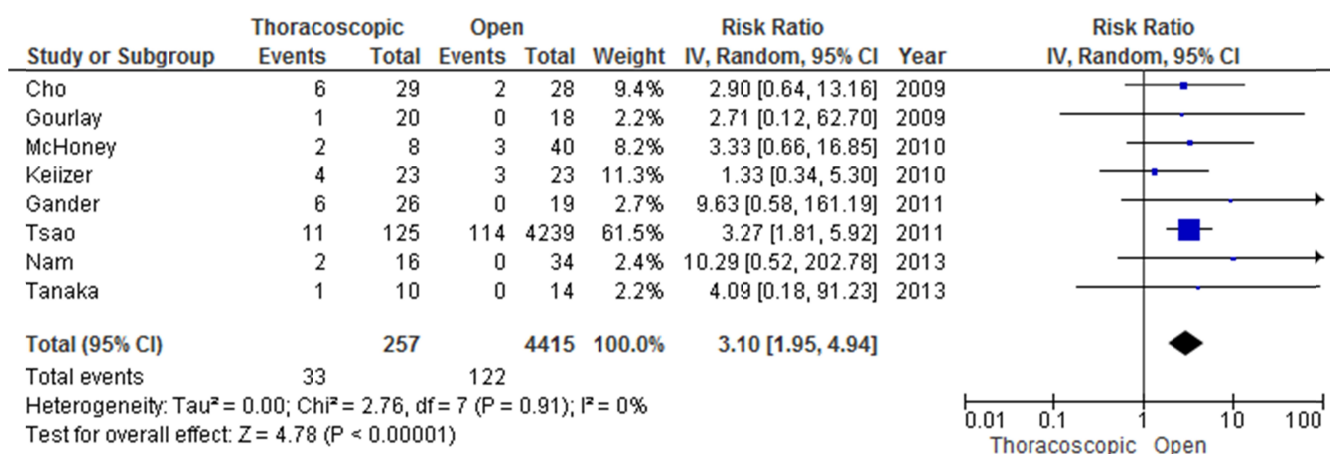 Thoracoscopic Open Risk Ratio Risk Ratio
Study or Subgroup Events Total Events Total Weight IV, Random, 95% CI Year IV, Random, 95% CI
Cho 6 29 2 28 9.4% 2.90 [0.64, 13.16] 2009
Gourlay 1 20 0 18 2.2% 2.71 [0.12, 62.70] 2009
McHoney 2 8 3 40 8.2% 3.33 [0.66, 16.85] 2010
Keiizer 4 23 3 23 11.3% 1.33 [0.34, 5.30] 2010
Gander 6 26 0 19 2.7% 9.63 [0.58, 161.19] 2011
Tsao 11 125 114 4239 61.5% 3.27 [1.81, 5.92] 2011
Nam 2 16 0 34 2.4% 10.29 [0.52, 202.78] 2013
Tanaka 1 10 0 14 2.2% 4.09 [0.18, 91.23] 2013
Total (95% CI) 257 4415 100.0% 3.10 [1.95, 4.94]
Total events 33 122
Heterogeneity: Tau² = 0.00; Chi² = 2.76, df = 7 (P = 0.91); I² = 0%
Test for overall effect: Z = 4.78 (P < 0.00001)
0.01 0.1 1 10 100
Thoracoscopic Open